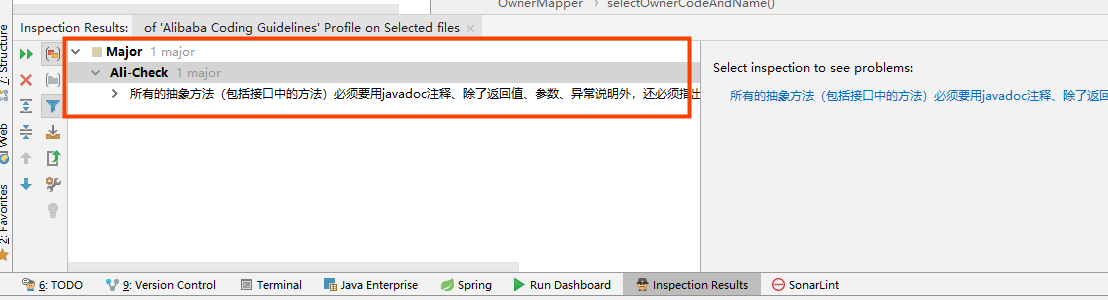 OwnerMapper › selectOwnerCodeAndName()
Inspection Results: of 'Alibaba Coding Guidelines' Profile on Selected files ×
Major 1 major
Ali-Check 1 major
所有的抽象方法（包括接口中的方法）必须要用javadoc注释、除了返回值、参数、异常说明外，还必须指出
Select inspection to see problems:
所有的抽象方法（包括接口中的方法）必须要用javadoc注释、除了返回
7: Structure
Web
2: Favorites
6: TODO 9: Version Control Terminal Java Enterprise Spring Run Dashboard Inspection Results SonarLint